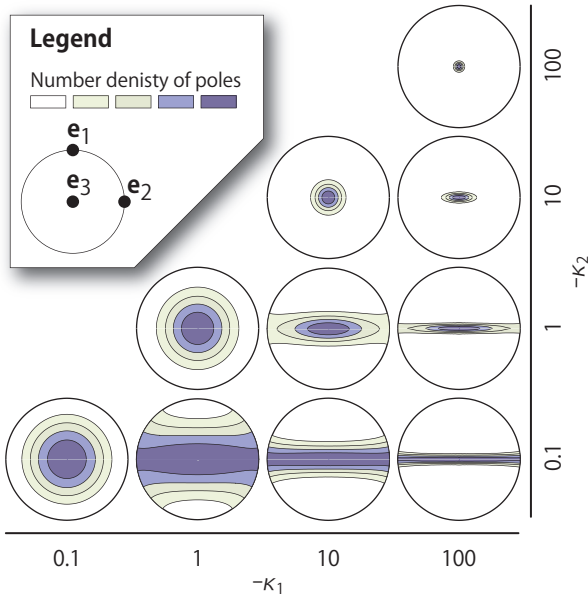 Legend
Number denisty of poles
e1
e3
e2
100
10
1
0.1
−κ2
0.1
1
10
100
−κ1